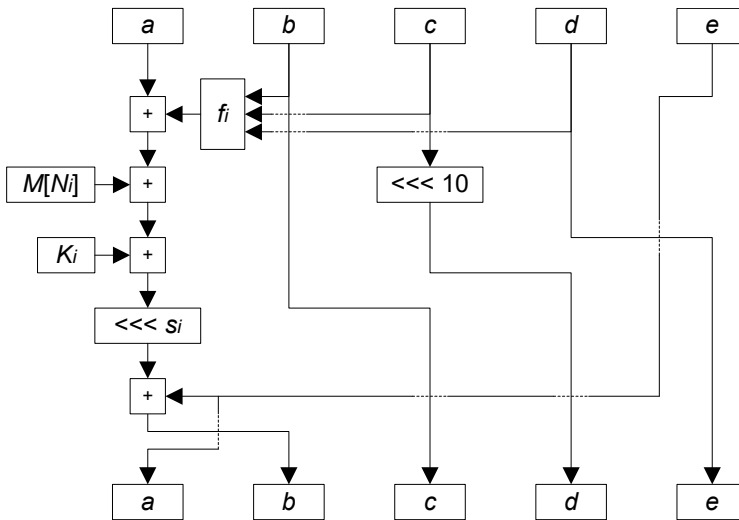 a b c d e
fi
+
M[Ni] + <<< 10
Ki +
<<< si
+
a b c d e